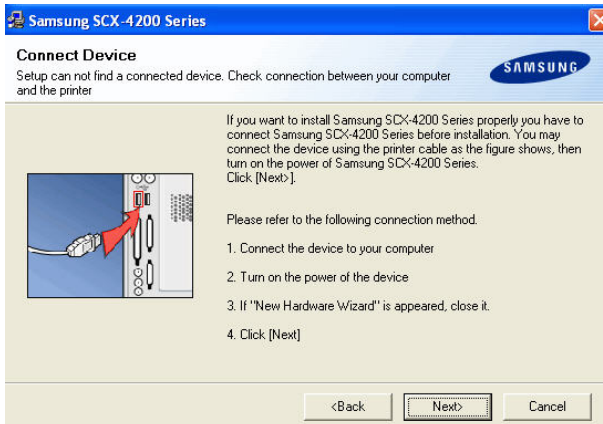 Samsung SCX-4200 Series
Connect Device
Setup can not find a connected device. Check connection between your computer
and the printer
SAMSUNG
If you want to install Samsung SCX-4200 Series properly you have to
connect Samsung SCX-4200 Series before installation. You may
connect the device using the printer cable as the figure shows, then
turn on the power of Samsung SCX-4200 Series.
Click [Next>].
Please refer to the following connection method.
1. Connect the device to your computer
2. Turn on the power of the device
3. If "New Hardware Wizard" is appeared, close it.
4. Click [Next]
<Back
Next>
Cancel